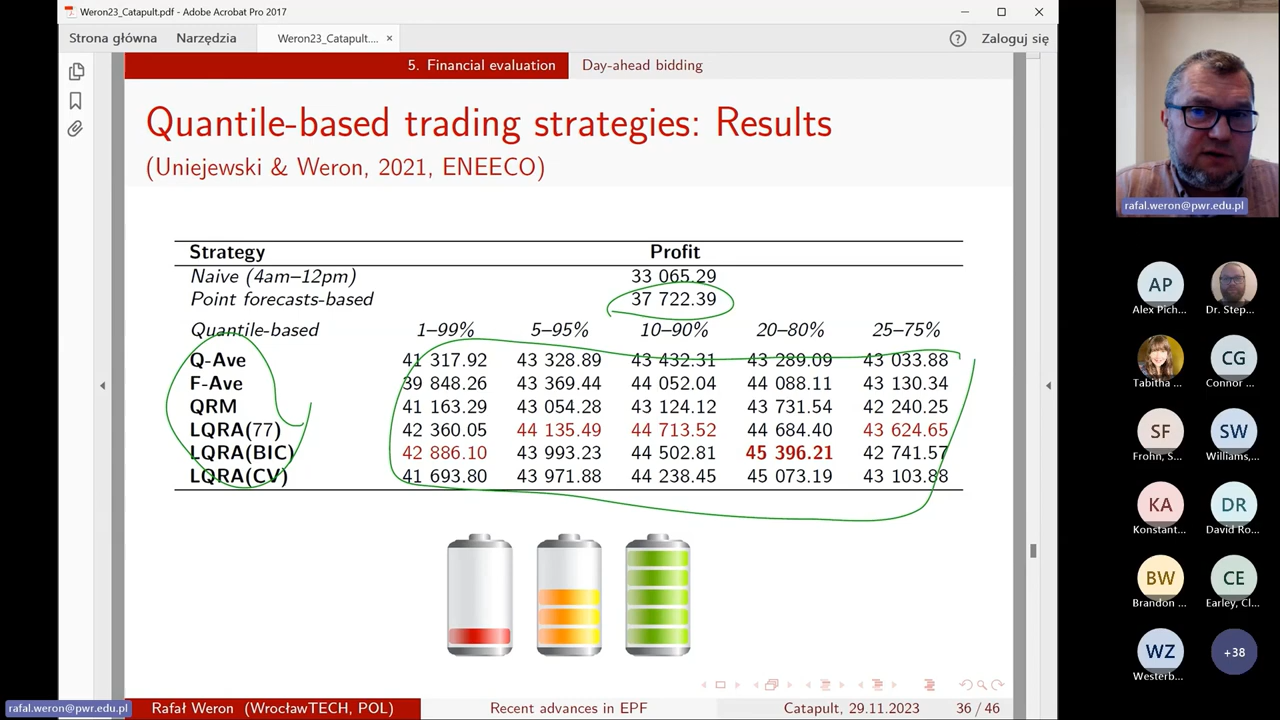 Weron23_Catapult.pdf - Adobe Acrobat Pro 2017
Strona główna Narzędzia Weron23_Catapult.... × Zaloguj się
5. Financial evaluation Day-ahead bidding
Quantile-based trading strategies: Results
(Uniejewski & Weron, 2021, ENEECO)
Strategy Profit
Naive (4am–12pm) 33 065.29
Point forecasts-based 37 722.39
Quantile-based 1–99% 5–95% 10–90% 20–80% 25–75%
Q-Ave 41 317.92 43 328.89 43 432.31 43 289.09 43 033.88
F-Ave 39 848.26 43 369.44 44 052.04 44 088.11 43 130.34
QRM 41 163.29 43 054.28 43 124.12 43 731.54 42 240.25
LQRA(77) 42 360.05 44 135.49 44 713.52 44 684.40 43 624.65
LQRA(BIC) 42 886.10 43 993.23 44 502.81 45 396.21 42 741.57
LQRA(CV) 41 693.80 43 971.88 44 238.45 45 073.19 43 103.88
Rafał Weron (WrocławTECH, POL) Recent advances in EPF Catapult, 29.11.2023 36 / 46
rafal.weron@pwr.edu.pl
rafal.weron@pwr.edu.pl
AP
Alex Pich... Dr. Step...
CG
Tabitha ... Connor ...
SF SW
Frohn, S... Williams,...
KA DR
Konstant... David Ro...
BW CE
Brandon ... Earley, Cl...
WZ +38
Westerb...